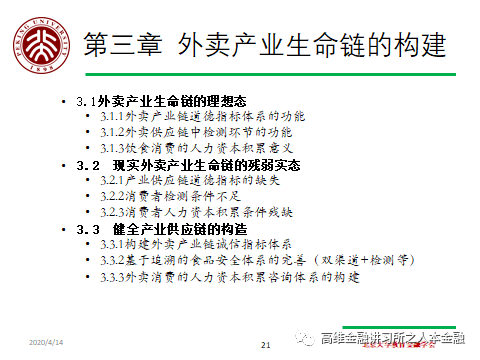 PEKING UNIVERSITY
1898
第三章 外卖产业生命链的构建
• 3.1外卖产业生命链的理想态
• 3.1.1外卖产业链道德指标体系的功能
• 3.1.2外卖供应链中检测环节的功能
• 3.1.3饮食消费的人力资本积累意义
• 3.2 现实外卖产业生命链的残弱实态
• 3.2.1产业供应链道德指标的缺失
• 3.2.2消费者检测条件不足
• 3.2.3消费者人力资本积累条件残缺
• 3.3 健全产业供应链的构造
• 3.3.1构建外卖产业链诚信指标体系
• 3.3.2基于追溯的食品安全体系的完善（双渠道+检测等）
• 3.3.3外卖消费的人力资本积累咨询体系的构建
2020/4/14
21
高维金融讲习所之人本金融